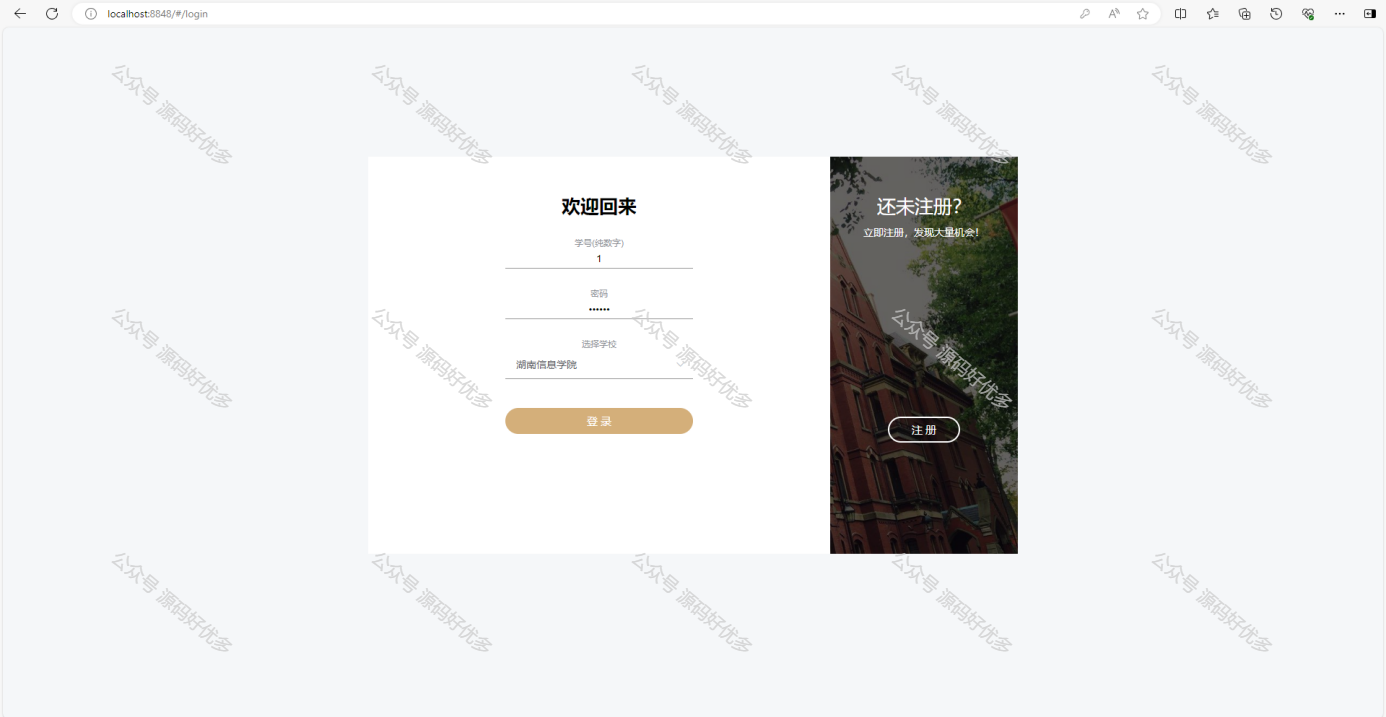 localhost:8848/#/login
公众号 源码好优多
公众号 源码好优多
公众号 源码好优多
公众号 源码好优多
公众号 源码好优多
欢迎回来
学号(纯数字)
1
密码
••••••
选择学校
湖南信息学院
登 录
还未注册?
立即注册，发现大量机会!
注 册
公众号 源码好优多
公众号 源码好优多
公众号 源码好优多
公众号 源码好优多
公众号 源码好优多
公众号 源码好优多
公众号 源码好优多
公众号 源码好优多
公众号 源码好优多
公众号 源码好优多